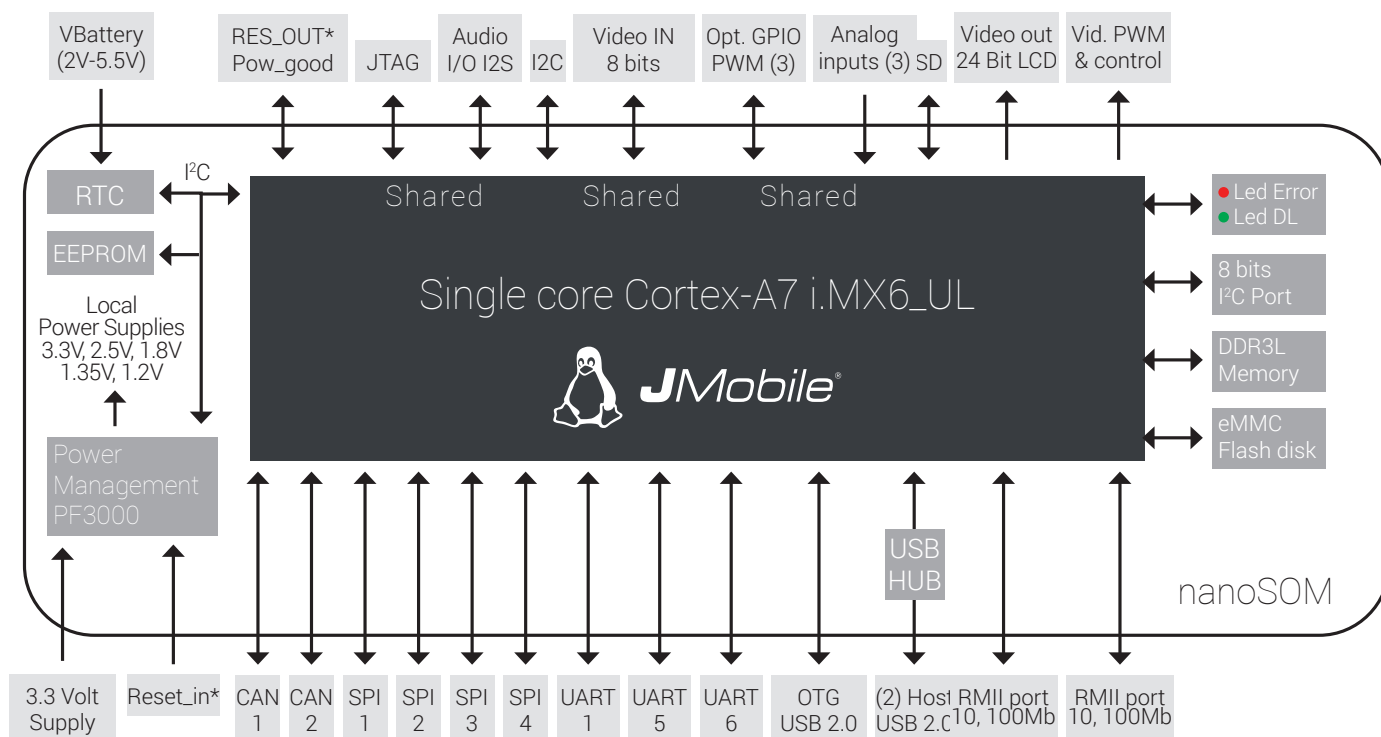 VBattery
(2V-5.5V)
RES_OUT*
Pow_good
JTAG
Audio
I/O I2S
I2C
Video IN
8 bits
Opt. GPIO
PWM (3)
Analog
inputs (3)
SD
Video out
24 Bit LCD
Vid. PWM
& control
I²C
RTC
EEPROM
Local
Power Supplies
3.3V, 2.5V, 1.8V
1.35V, 1.2V
Power
Management
PF3000
Shared
Shared
Shared
Single core Cortex-A7 i.MX6_UL
JMobile®
Led Error
Led DL
8 bits
I²C Port
DDR3L
Memory
eMMC
Flash disk
USB
HUB
nanoSOM
3.3 Volt
Supply
Reset_in*
CAN
1
CAN
2
SPI
1
SPI
2
SPI
3
SPI
4
UART
1
UART
5
UART
6
OTG
USB 2.0
(2) Host
USB 2.0
RMII port
10, 100Mb
RMII port
10, 100Mb